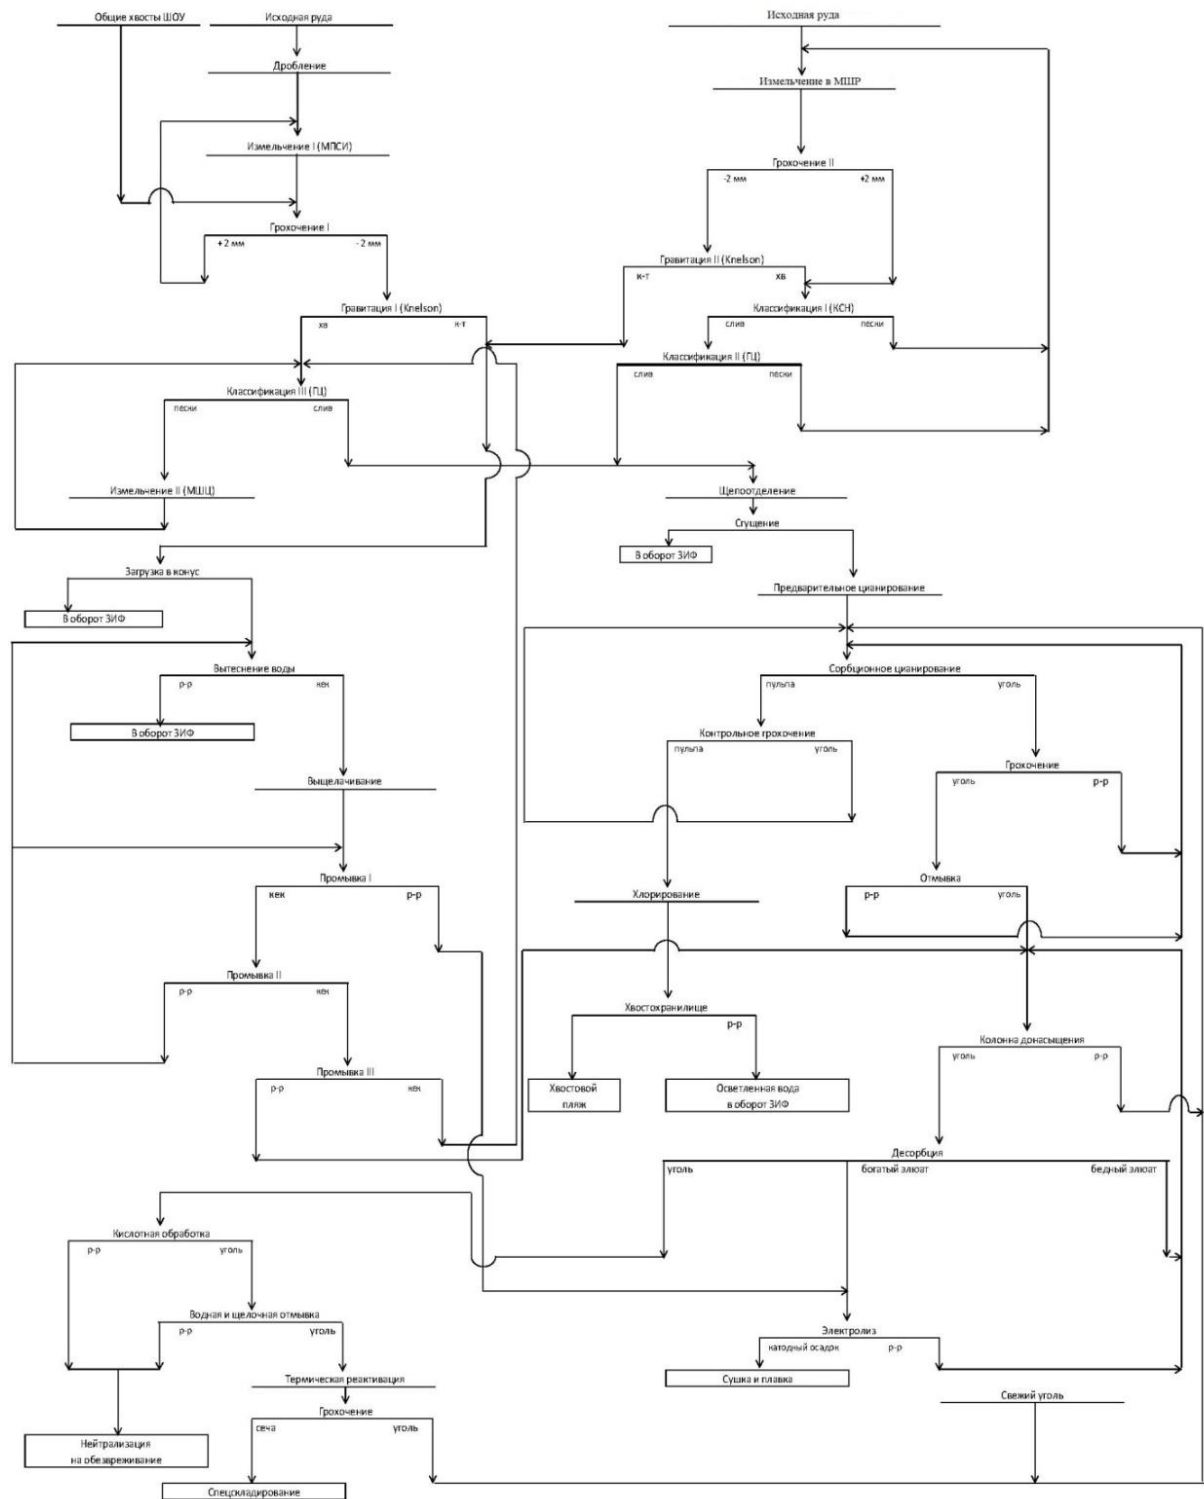 Общие хвосты ШОУ
Исходная руда
Исходная руда
Дробление
Измельчение в МШР
Измельчение I (МПСИ)
Грохочение II
-2 мм
+2 мм
Грохочение I
+ 2 мм
- 2 мм
Гравитация II (Knelson)
к-т
хв
Гравитация I (Knelson)
хв
к-т
Классификация I (КСН)
слив
пески
Классификация II (ГЦ)
слив
пески
Классификация III (ГЦ)
пески
слив
Измельчение II (МШЦ)
Щепоотделение
Сгущение
В оборот ЗИФ
Загрузка в конус
Предварительное цианирование
В оборот ЗИФ
Вытеснение воды
р-р
кек
Сорбционное цианирование
пульпа
уголь
В оборот ЗИФ
Контрольное грохочение
пульпа
уголь
Выщелачивание
Грохочение
уголь
р-р
Промывка I
кек
р-р
Отмывка
р-р
уголь
Хлорирование
Промывка II
р-р
кек
Хвостохранилище
р-р
Колонна донасыщения
уголь
р-р
Промывка III
р-р
кек
Хвостовой
пляж
Осветленная вода
в оборот ЗИФ
Десорбция
уголь
богатый элюат
бедный элюат
Кислотная обработка
р-р
уголь
Водная и щелочная отмывка
р-р
уголь
Электролиз
катодный осадок
р-р
Термическая реактивация
Сушка и плавка
Свежий уголь
Грохочение
сеча
уголь
Нейтрализация
на обезвреживание
Спецскладирование